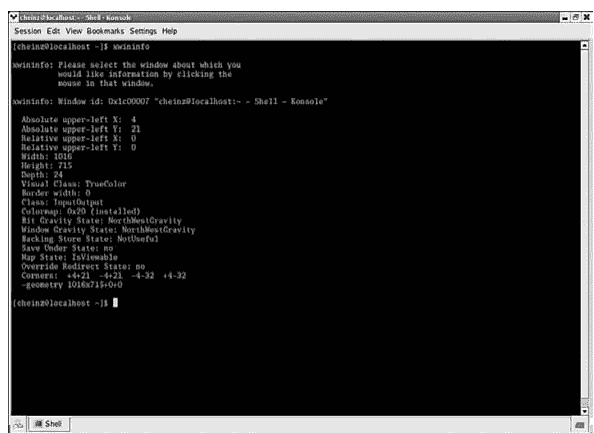 cheinz@localhost:~ - Shell - Konsole
Session Edit View Bookmarks Settings Help
[cheinz@localhost ~]$ xwininfo
xwininfo: Please select the window about which you
would like information by clicking the
mouse in that window.
xwininfo: Window id: 0x1c00007 "cheinz@localhost:~ - Shell - Konsole"
Absolute upper-left X: 4
Absolute upper-left Y: 21
Relative upper-left X: 0
Relative upper-left Y: 0
Width: 1016
Height: 715
Depth: 24
Visual Class: TrueColor
Border width: 0
Class: InputOutput
Colormap: 0x20 (installed)
Bit Gravity State: NorthWestGravity
Window Gravity State: NorthWestGravity
Backing Store State: NotUseful
Save Under State: no
Map State: IsViewable
Override Redirect State: no
Corners: +4+21 -4+21 -4-32 +4-32
-geometry 1016x715+0+0
[cheinz@localhost ~]$
Shell